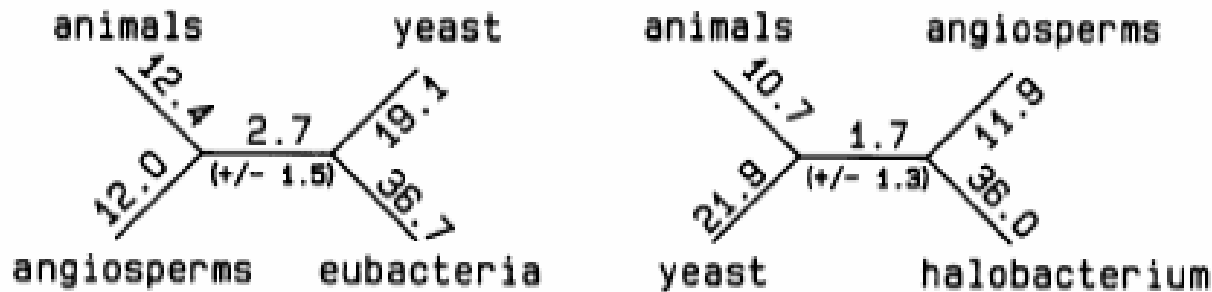 animals yeast
12.4 2.7 19.1
12.0 (+/- 1.5) 36.7
angiosperms eubacteria
animals angiosperms
10.7 1.7 11.9
21.9 (+/- 1.3) 36.0
yeast halobacterium